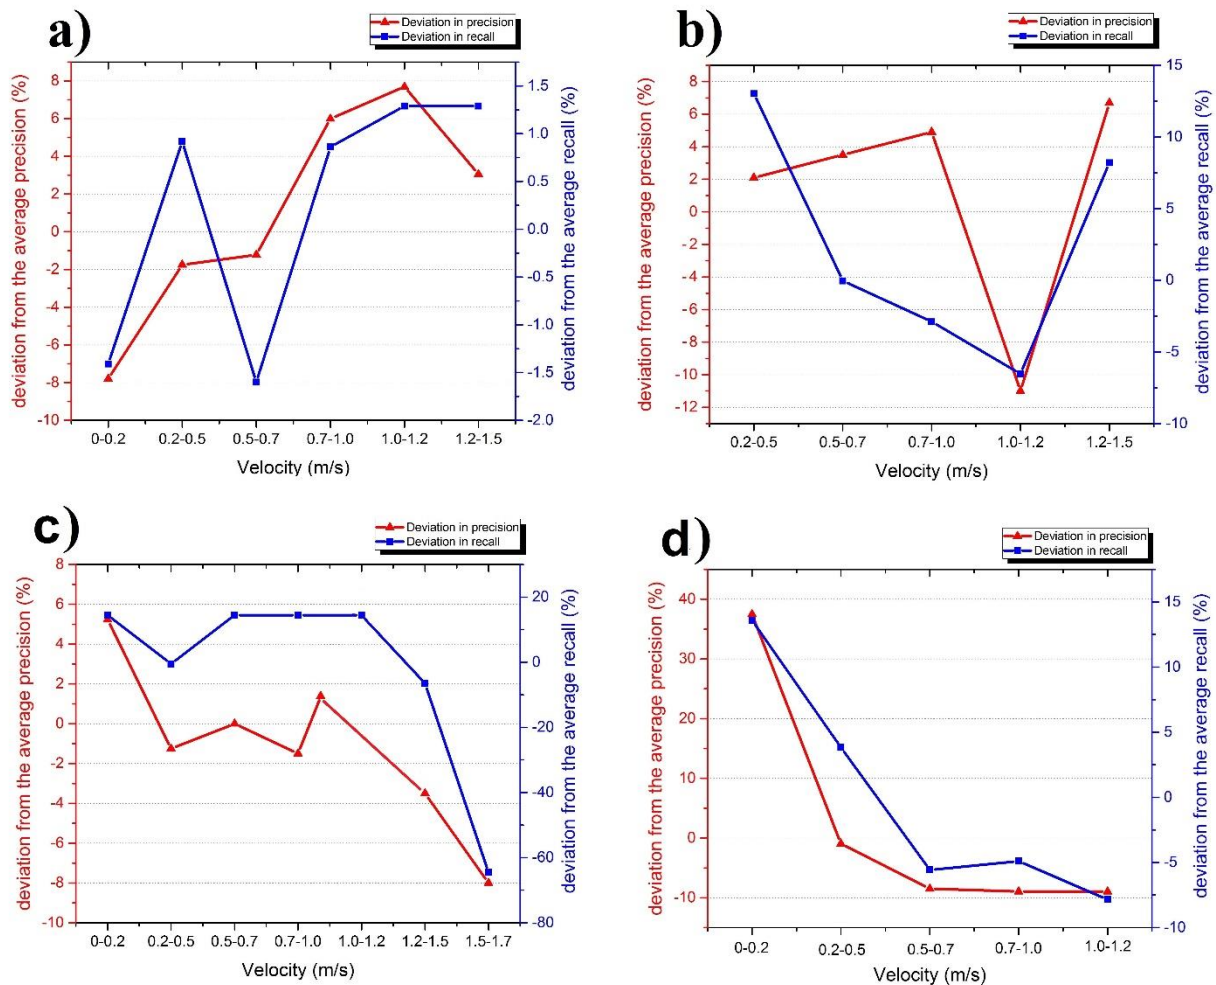 a)
Deviation in precision
Deviation in recall
deviation from the average precision (%)
8
6
4
2
0
-2
-4
-6
-8
-10
1.5
1.0
0.5
0.0
-0.5
-1.0
-1.5
-2.0
deviation from the average recall (%)
0-0.2 0.2-0.5 0.5-0.7 0.7-1.0 1.0-1.2 1.2-1.5
Velocity (m/s)
b)
Deviation in precision
Deviation in recall
deviation from the average precision (%)
8
6
4
2
0
-2
-4
-6
-8
-10
-12
15
10
5
0
-5
-10
deviation from the average recall (%)
0.2-0.5 0.5-0.7 0.7-1.0 1.0-1.2 1.2-1.5
Velocity (m/s)
c)
Deviation in precision
Deviation in recall
deviation from the average precision (%)
8
6
4
2
0
-2
-4
-6
-8
-10
20
0
-20
-40
-60
-80
deviation from the average recall (%)
0-0.2 0.2-0.5 0.5-0.7 0.7-1.0 1.0-1.2 1.2-1.5 1.5-1.7
Velocity (m/s)
d)
Deviation in precision
Deviation in recall
deviation from the average precision (%)
40
30
20
10
0
-10
15
10
5
0
-5
-10
deviation from the average recall (%)
0-0.2 0.2-0.5 0.5-0.7 0.7-1.0 1.0-1.2
Velocity (m/s)